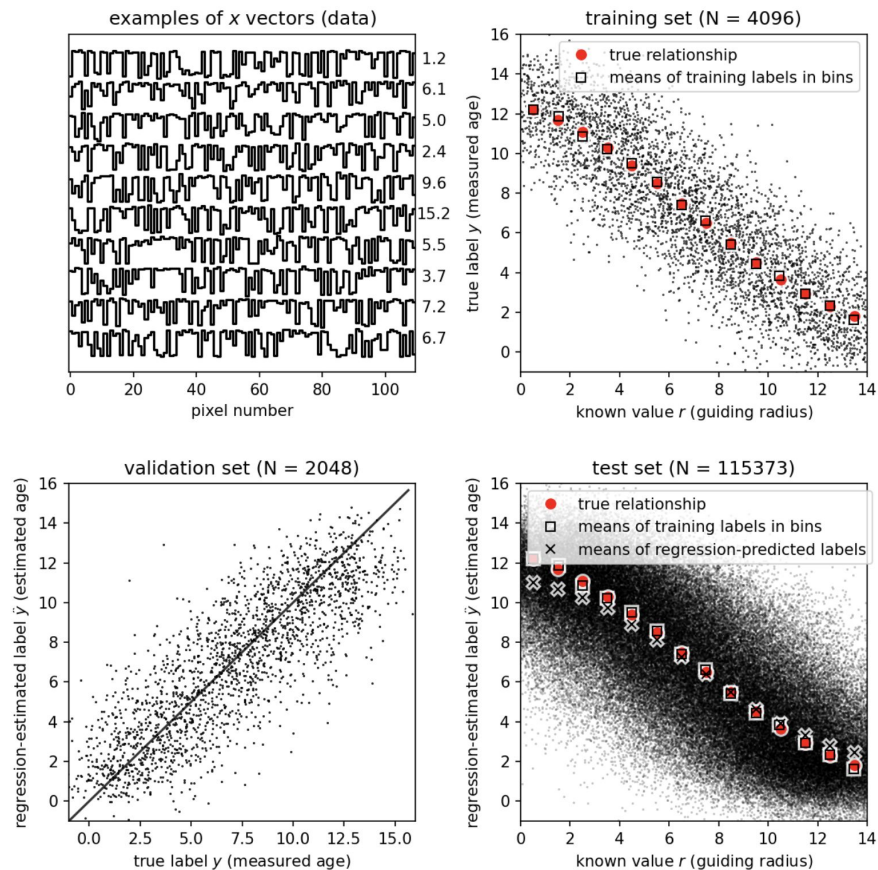 examples of x vectors (data)
1.2
6.1
5.0
2.4
9.6
15.2
5.5
3.7
7.2
6.7
0 20 40 60 80 100
pixel number
training set (N = 4096)
true relationship
means of training labels in bins
16
14
12
10
8
6
4
2
0
true label y (measured age)
0 2 4 6 8 10 12 14
known value r (guiding radius)
validation set (N = 2048)
16
14
12
10
8
6
4
2
0
regression-estimated label ÿ (estimated age)
0.0 2.5 5.0 7.5 10.0 12.5 15.0
true label y (measured age)
test set (N = 115373)
true relationship
means of training labels in bins
means of regression-predicted labels
16
14
12
10
8
6
4
2
0
regression-estimated label ÿ (estimated age)
0 2 4 6 8 10 12 14
known value r (guiding radius)